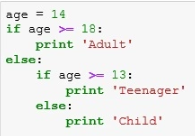 age = 14
if age >= 18:
    print 'Adult'
else:
    if age >= 13:
        print 'Teenager'
    else:
        print 'Child'